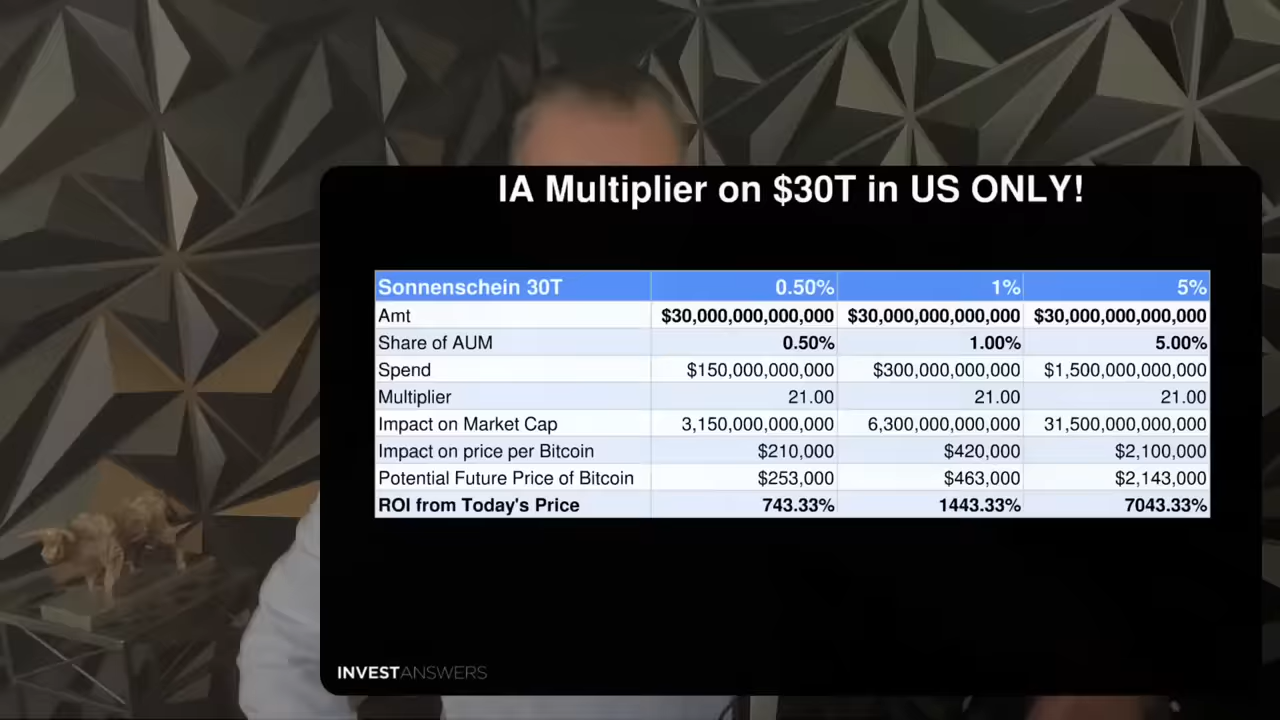 IA Multiplier on $30T in US ONLY!
Sonnenschein 30T 0.50% 1% 5%
Amt $30,000,000,000,000 $30,000,000,000,000 $30,000,000,000,000
Share of AUM 0.50% 1.00% 5.00%
Spend $150,000,000,000 $300,000,000,000 $1,500,000,000,000
Multiplier 21.00 21.00 21.00
Impact on Market Cap 3,150,000,000,000 6,300,000,000,000 31,500,000,000,000
Impact on price per Bitcoin $210,000 $420,000 $2,100,000
Potential Future Price of Bitcoin $253,000 $463,000 $2,143,000
ROI from Today's Price 743.33% 1443.33% 7043.33%
INVESTANSWERS